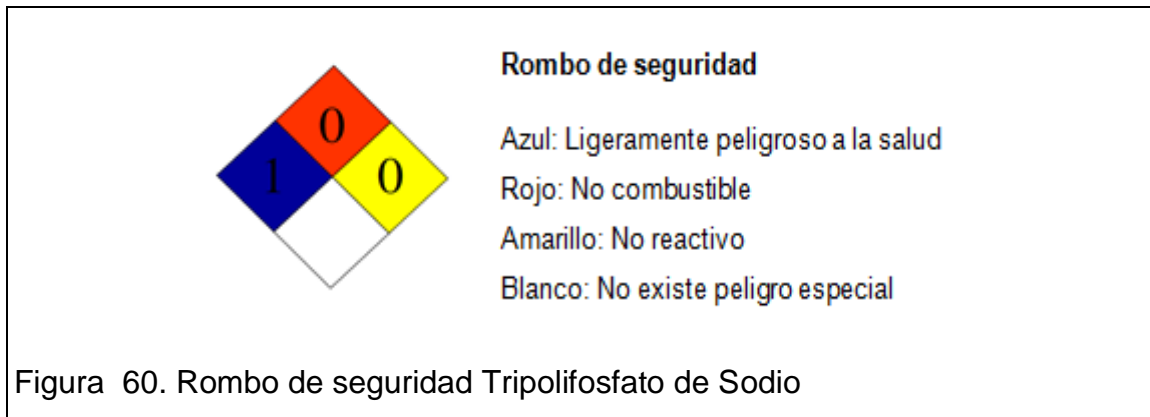 Rombo de seguridad
0
1
0
Azul: Ligeramente peligroso a la salud
Rojo: No combustible
Amarillo: No reactivo
Blanco: No existe peligro especial
Figura 60. Rombo de seguridad Tripolifosfato de Sodio